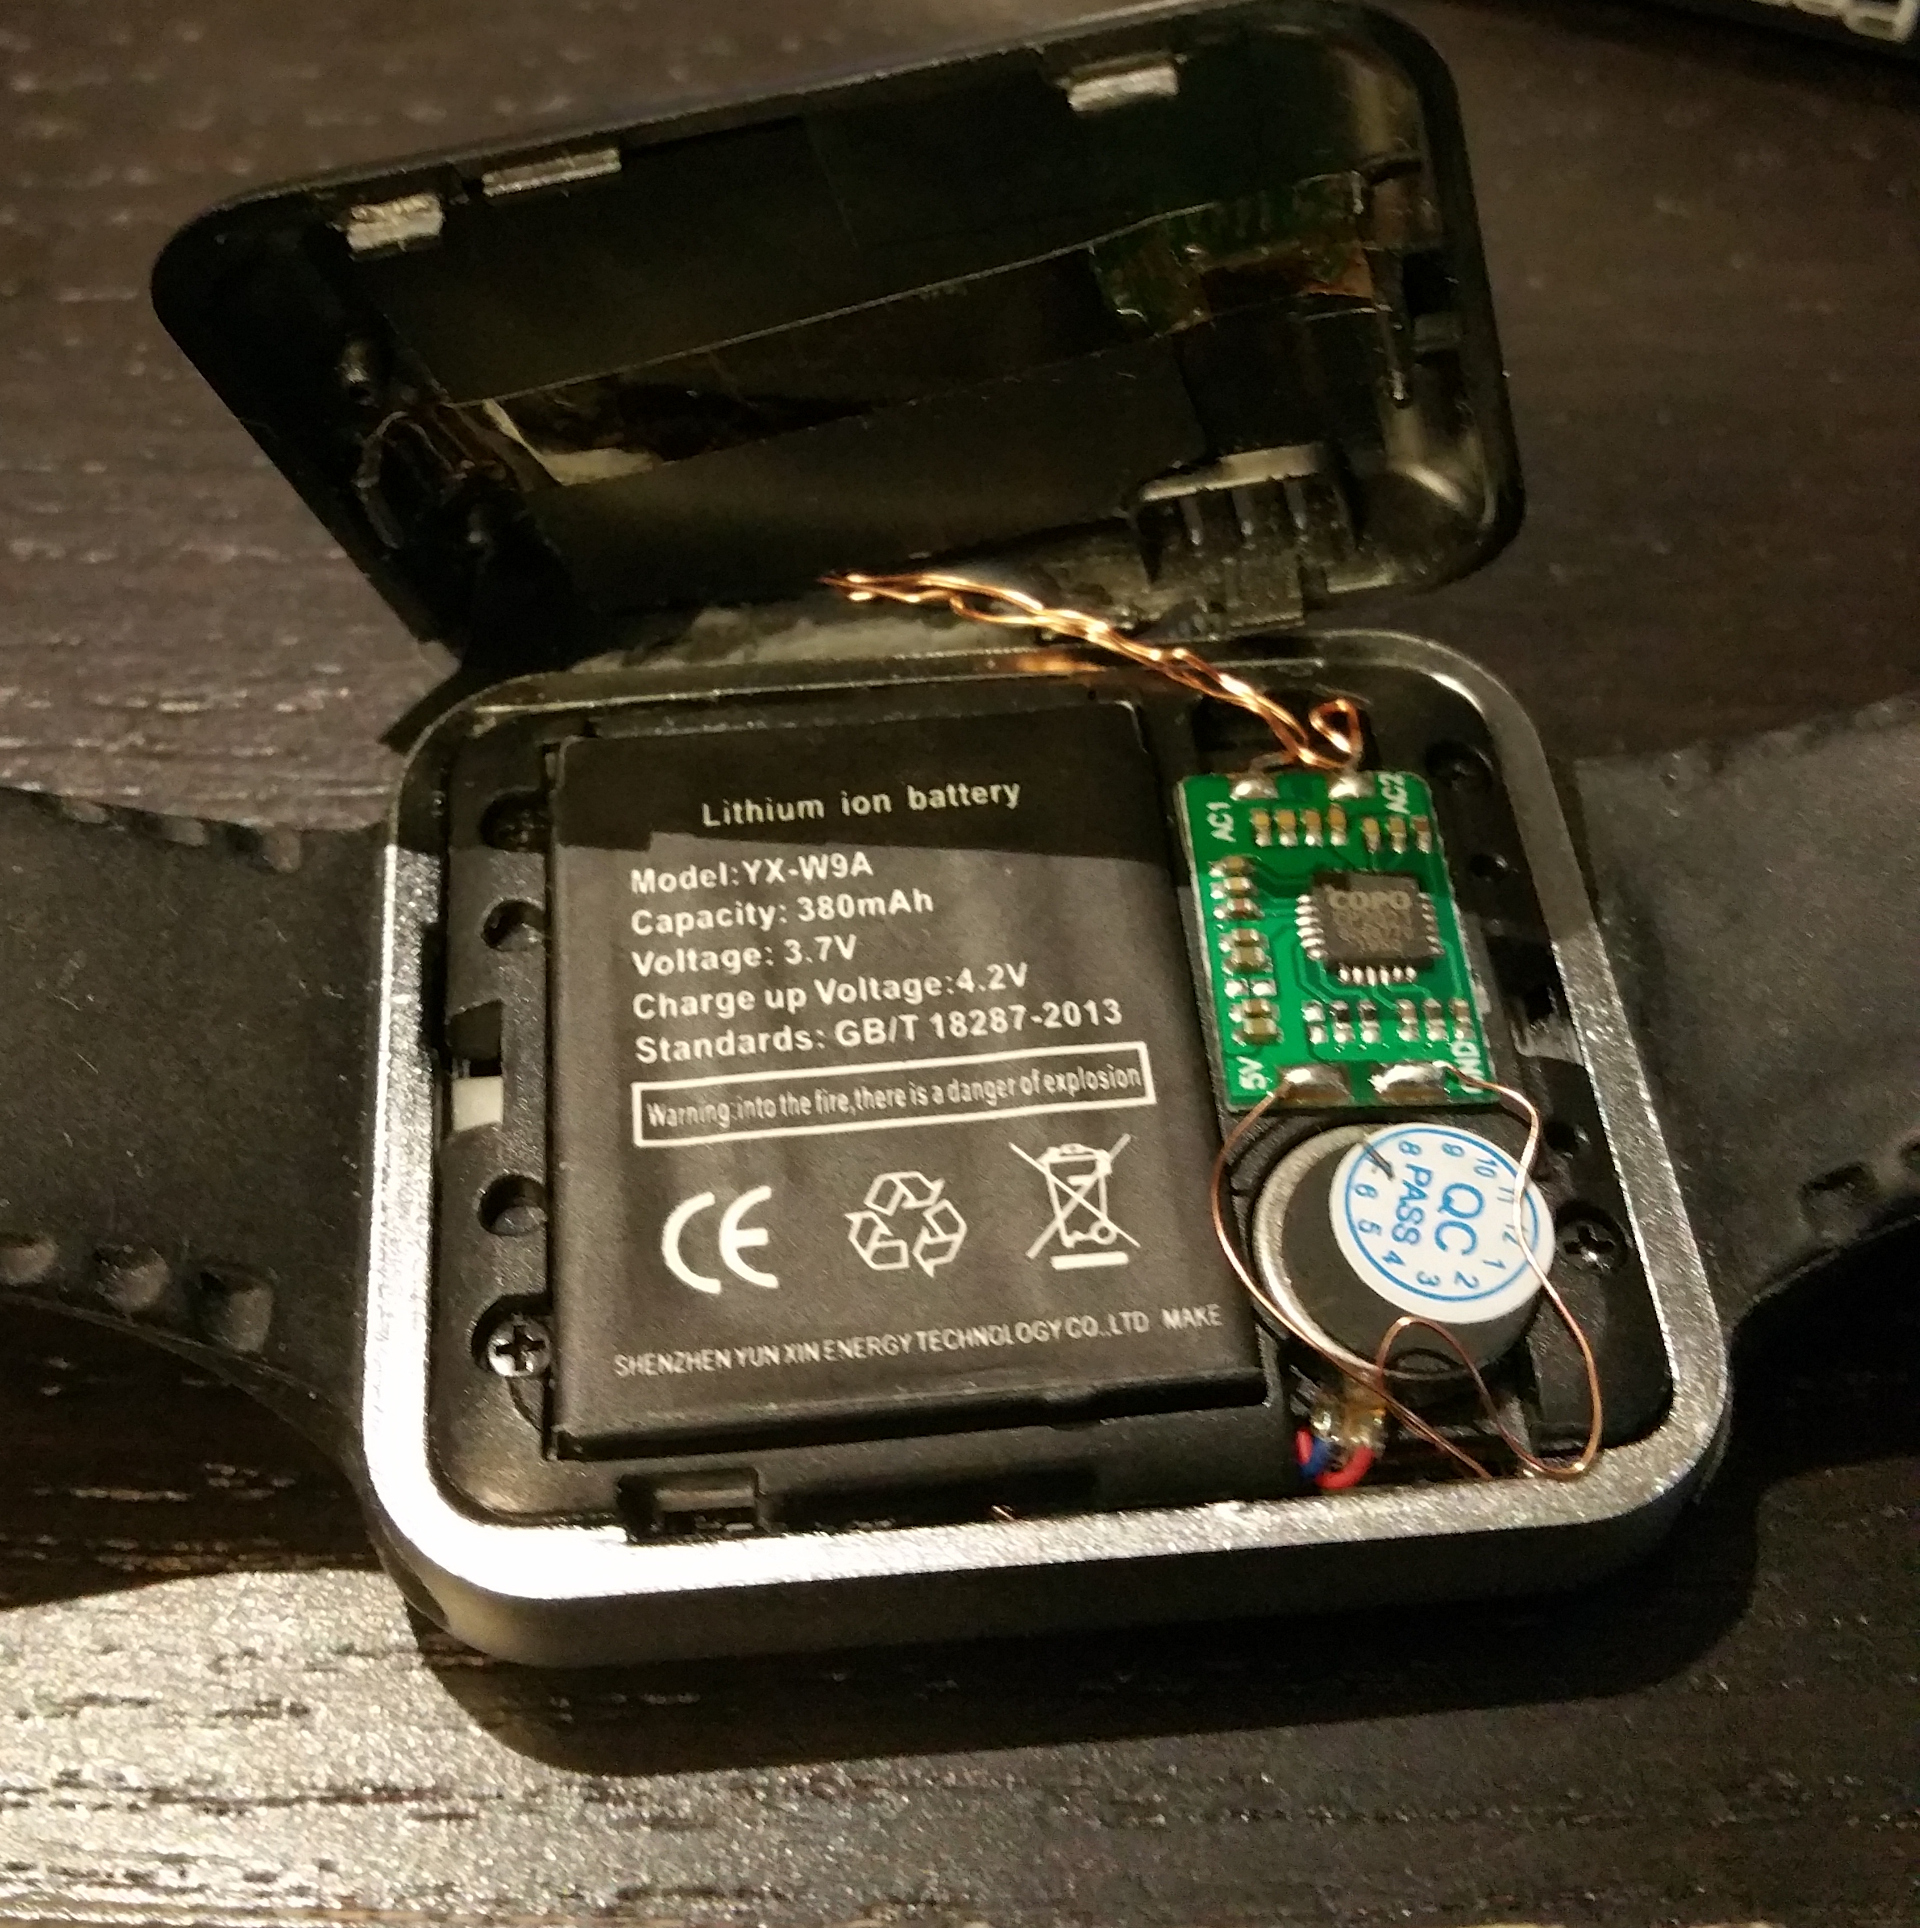 Lithium ion battery
Model:YX-W9A
Capacity: 380mAh
Voltage: 3.7V
Charge up Voltage:4.2V
Standards: GB/T 18287-2013
Warning:into the fire,there is a danger of explosion
CE
SHENZHEN YUN XIN ENERGY TECHNOLOGY CO.,LTD MAKE
AC1
AC2
COPO
5V
GND
QC
PASS
1 2 3 4 5 6 7 8 9 10 11 12